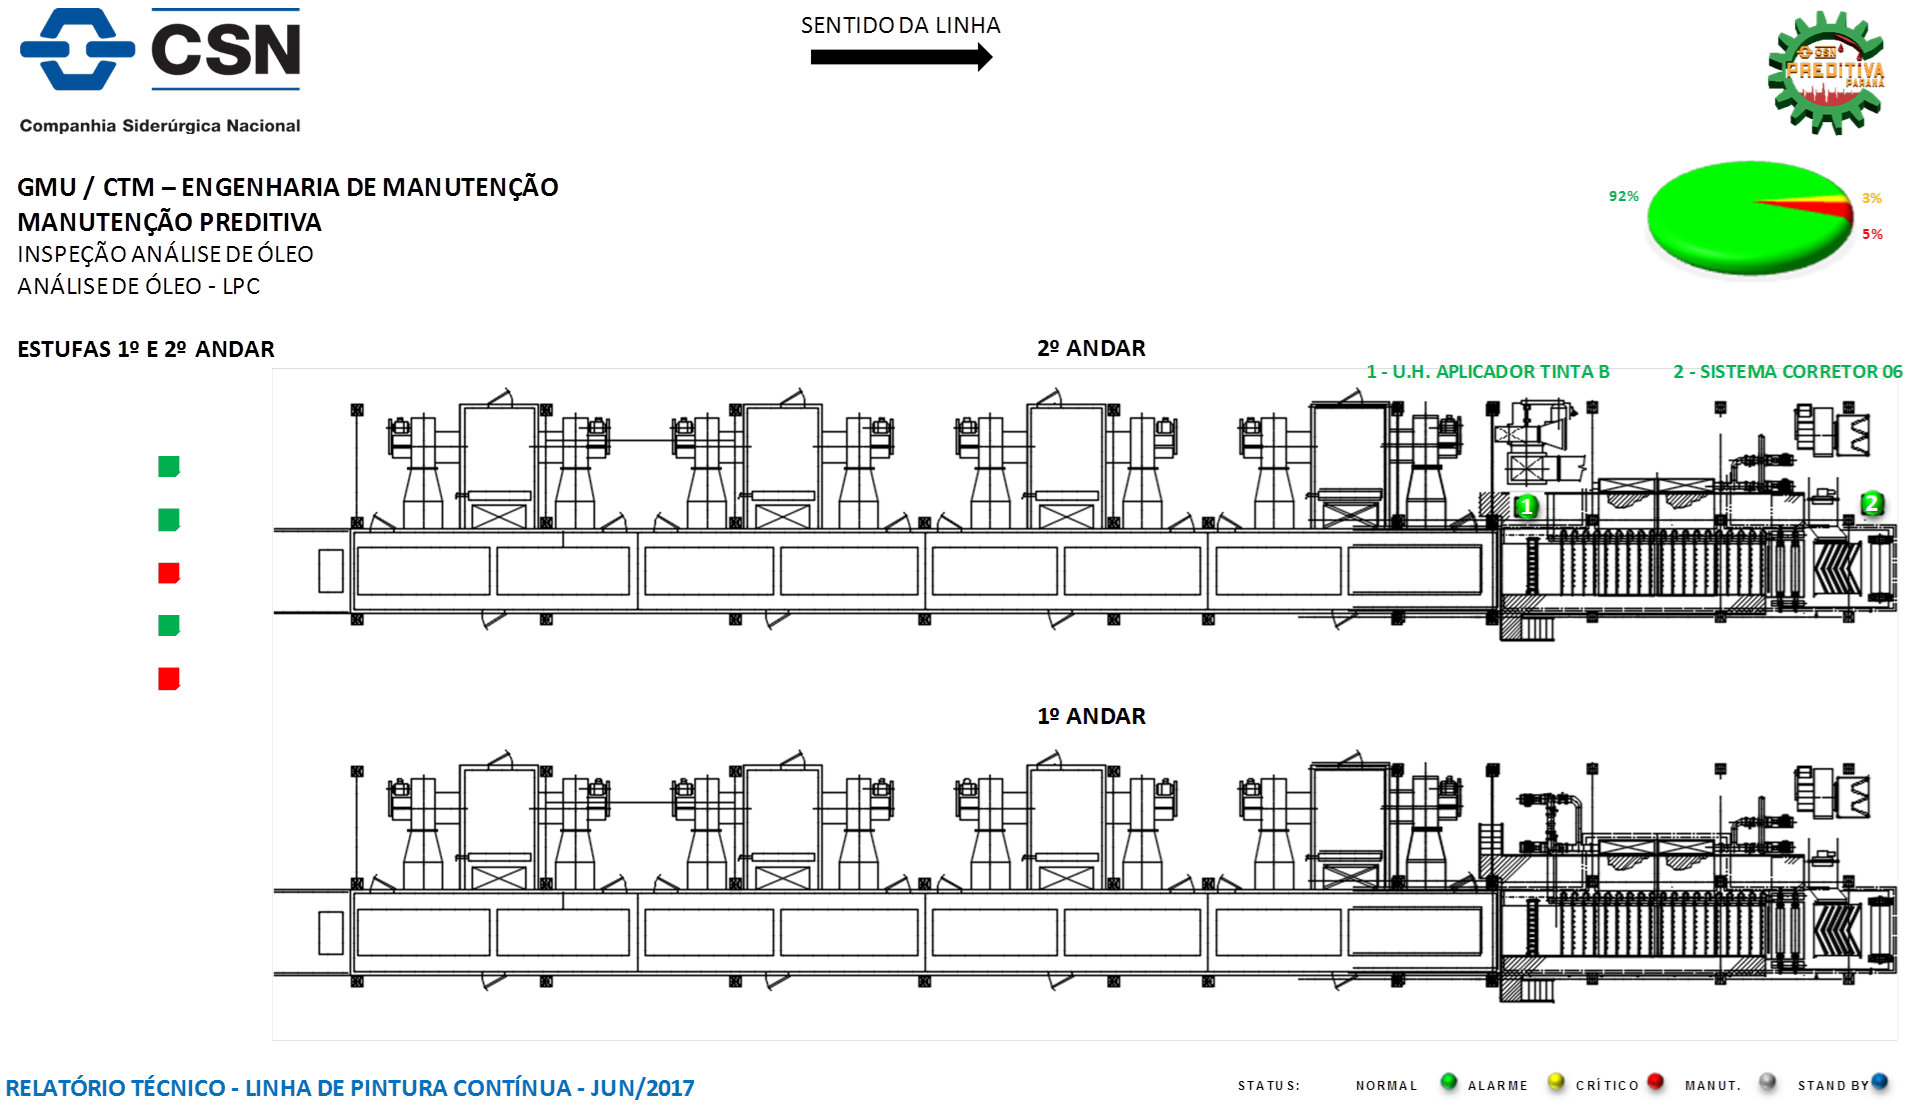 CSN
Companhia Siderúrgica Nacional
SENTIDO DA LINHA
CSN
PREDITIVA
PARANÁ
GMU / CTM – ENGENHARIA DE MANUTENÇÃO
MANUTENÇÃO PREDITIVA
INSPEÇÃO ANÁLISE DE ÓLEO
ANÁLISE DE ÓLEO - LPC
92%
3%
5%
ESTUFAS 1º E 2º ANDAR
2º ANDAR
1 - U.H. APLICADOR TINTA B
2 - SISTEMA CORRETOR 06
1
2
1º ANDAR
RELATÓRIO TÉCNICO - LINHA DE PINTURA CONTÍNUA - JUN/2017
STATUS: NORMAL ALARME CRÍTICO MANUT. STAND BY